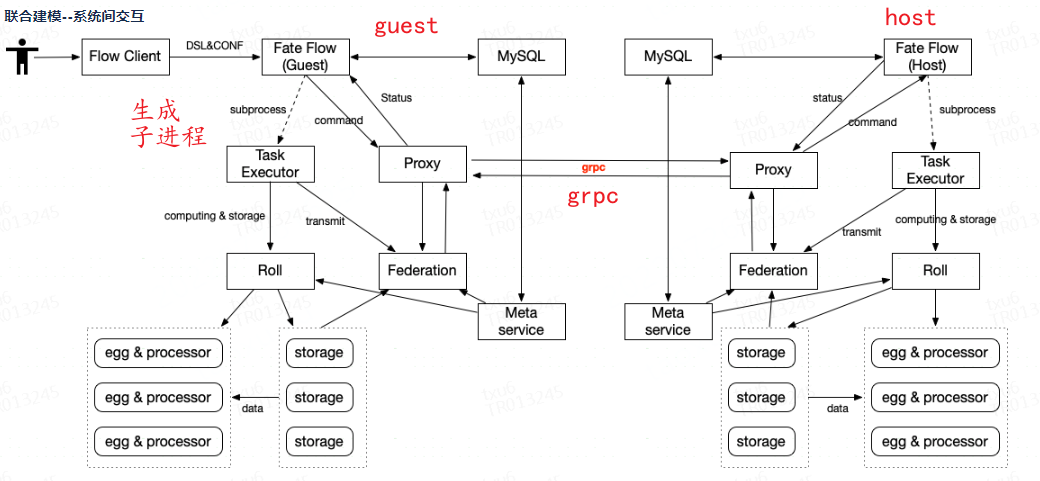 联合建模--系统间交互
guest
host
Flow Client
DSL&CONF
Fate Flow
(Guest)
MySQL
MySQL
Fate Flow
(Host)
生成
子进程
subprocess
command
Status
status
command
subprocess
Task
Executor
Proxy
grpc
grpc
Proxy
Task
Executor
computing & storage
transmit
transmit
computing & storage
Roll
Federation
Federation
Roll
Meta
service
Meta
service
egg & processor
storage
storage
egg & processor
egg & processor
data
storage
storage
data
egg & processor
egg & processor
storage
storage
egg & processor
txu6
TR013245